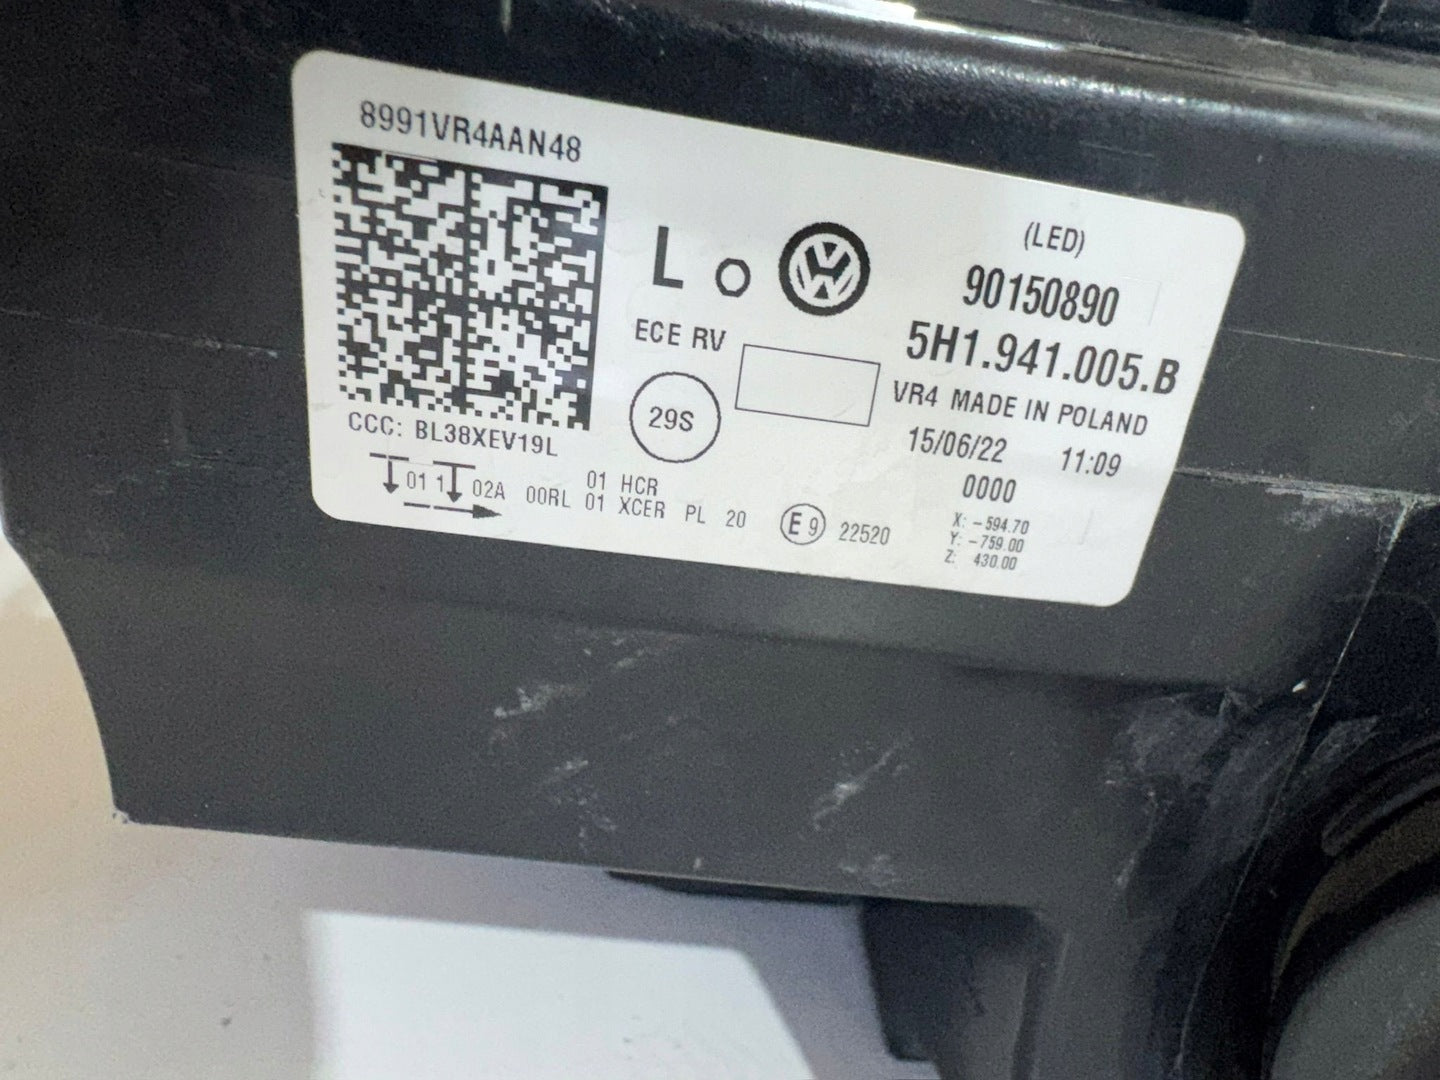 8991VR4AAN48
L
ECE RV
29S
CCC: BL38XEV19L
01 1 02A 00RL 01 HCR
01 XCER PL 20
E9 22520
(LED)
90150890
5H1.941.005.B
VR4 MADE IN POLAND
15/06/22 11:09
0000
X: -594.70
Y: -759.00
Z: 430.00